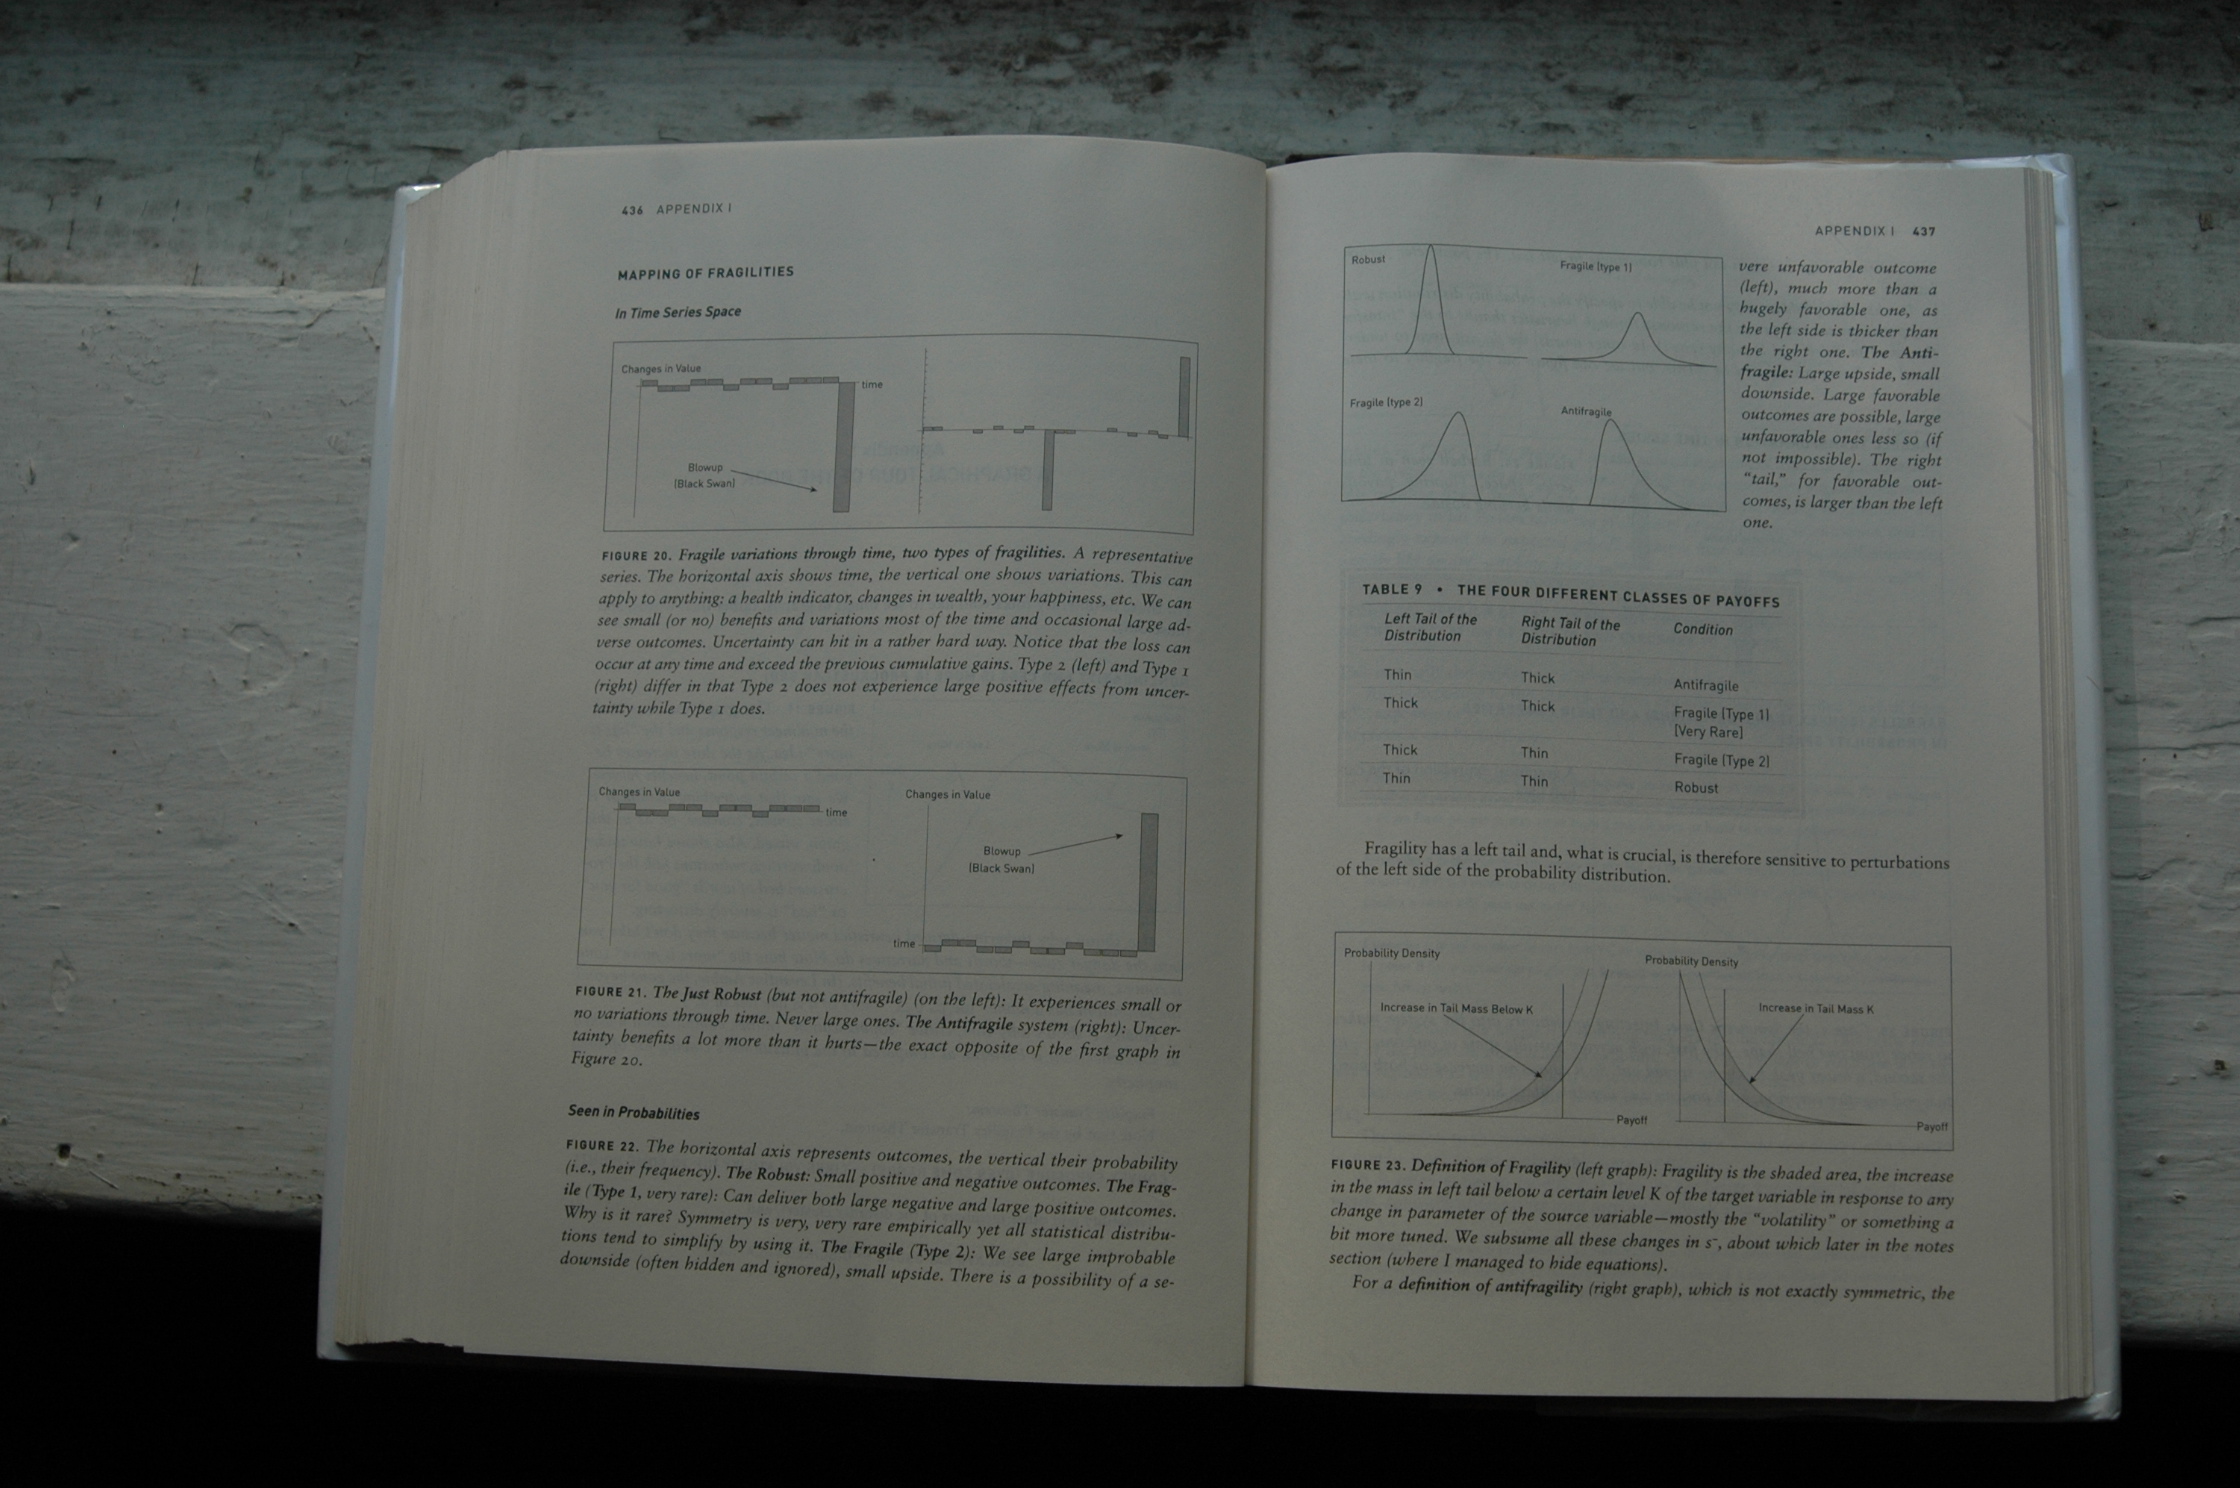 436 APPENDIX I
MAPPING OF FRAGILITIES
In Time Series Space
Changes in Value
time
Blowup
(Black Swan)
FIGURE 20. Fragile variations through time, two types of fragilities. A representative
series. The horizontal axis shows time, the vertical one shows variations. This can
apply to anything: a health indicator, changes in wealth, your happiness, etc. We can
see small (or no) benefits and variations most of the time and occasional large ad-
verse outcomes. Uncertainty can hit in a rather hard way. Notice that the loss can
occur at any time and exceed the previous cumulative gains. Type 2 (left) and Type 1
(right) differ in that Type 2 does not experience large positive effects from uncer-
tainty while Type 1 does.
Changes in Value
time
Changes in Value
Blowup
(Black Swan)
time
FIGURE 21. The Just Robust (but not antifragile) (on the left): It experiences small or
no variations through time. Never large ones. The Antifragile system (right): Uncer-
tainty benefits a lot more than it hurts—the exact opposite of the first graph in
Figure 20.
Seen in Probabilities
FIGURE 22. The horizontal axis represents outcomes, the vertical their probability
(i.e., their frequency). The Robust: Small positive and negative outcomes. The Frag-
ile (Type 1, very rare): Can deliver both large negative and large positive outcomes.
Why is it rare? Symmetry is very, very rare empirically yet all statistical distribu-
tions tend to simplify by using it. The Fragile (Type 2): We see large improbable
downside (often hidden and ignored), small upside. There is a possibility of a se-
APPENDIX I 437
Robust
Fragile (type 1)
Fragile (type 2)
Antifragile
vere unfavorable outcome
(left), much more than a
hugely favorable one, as
the left side is thicker than
the right one. The Anti-
fragile: Large upside, small
downside. Large favorable
outcomes are possible, large
unfavorable ones less so (if
not impossible). The right
“tail,” for favorable out-
comes, is larger than the left
one.
TABLE 9 • THE FOUR DIFFERENT CLASSES OF PAYOFFS
Left Tail of the Distribution Right Tail of the Distribution Condition
Thin Thick Antifragile
Thick Thick Fragile (Type 1)
[Very Rare]
Thick Thin Fragile (Type 2)
Thin Thin Robust
Fragility has a left tail and, what is crucial, is therefore sensitive to perturbations
of the left side of the probability distribution.
Probability Density
Increase in Tail Mass Below K
Payoff
Probability Density
Increase in Tail Mass K
Payoff
FIGURE 23. Definition of Fragility (left graph): Fragility is the shaded area, the increase
in the mass in left tail below a certain level K of the target variable in response to any
change in parameter of the source variable—mostly the “volatility” or something a
bit more tuned. We subsume all these changes in s⁻, about which later in the notes
section (where I managed to hide equations).
For a definition of antifragility (right graph), which is not exactly symmetric, the